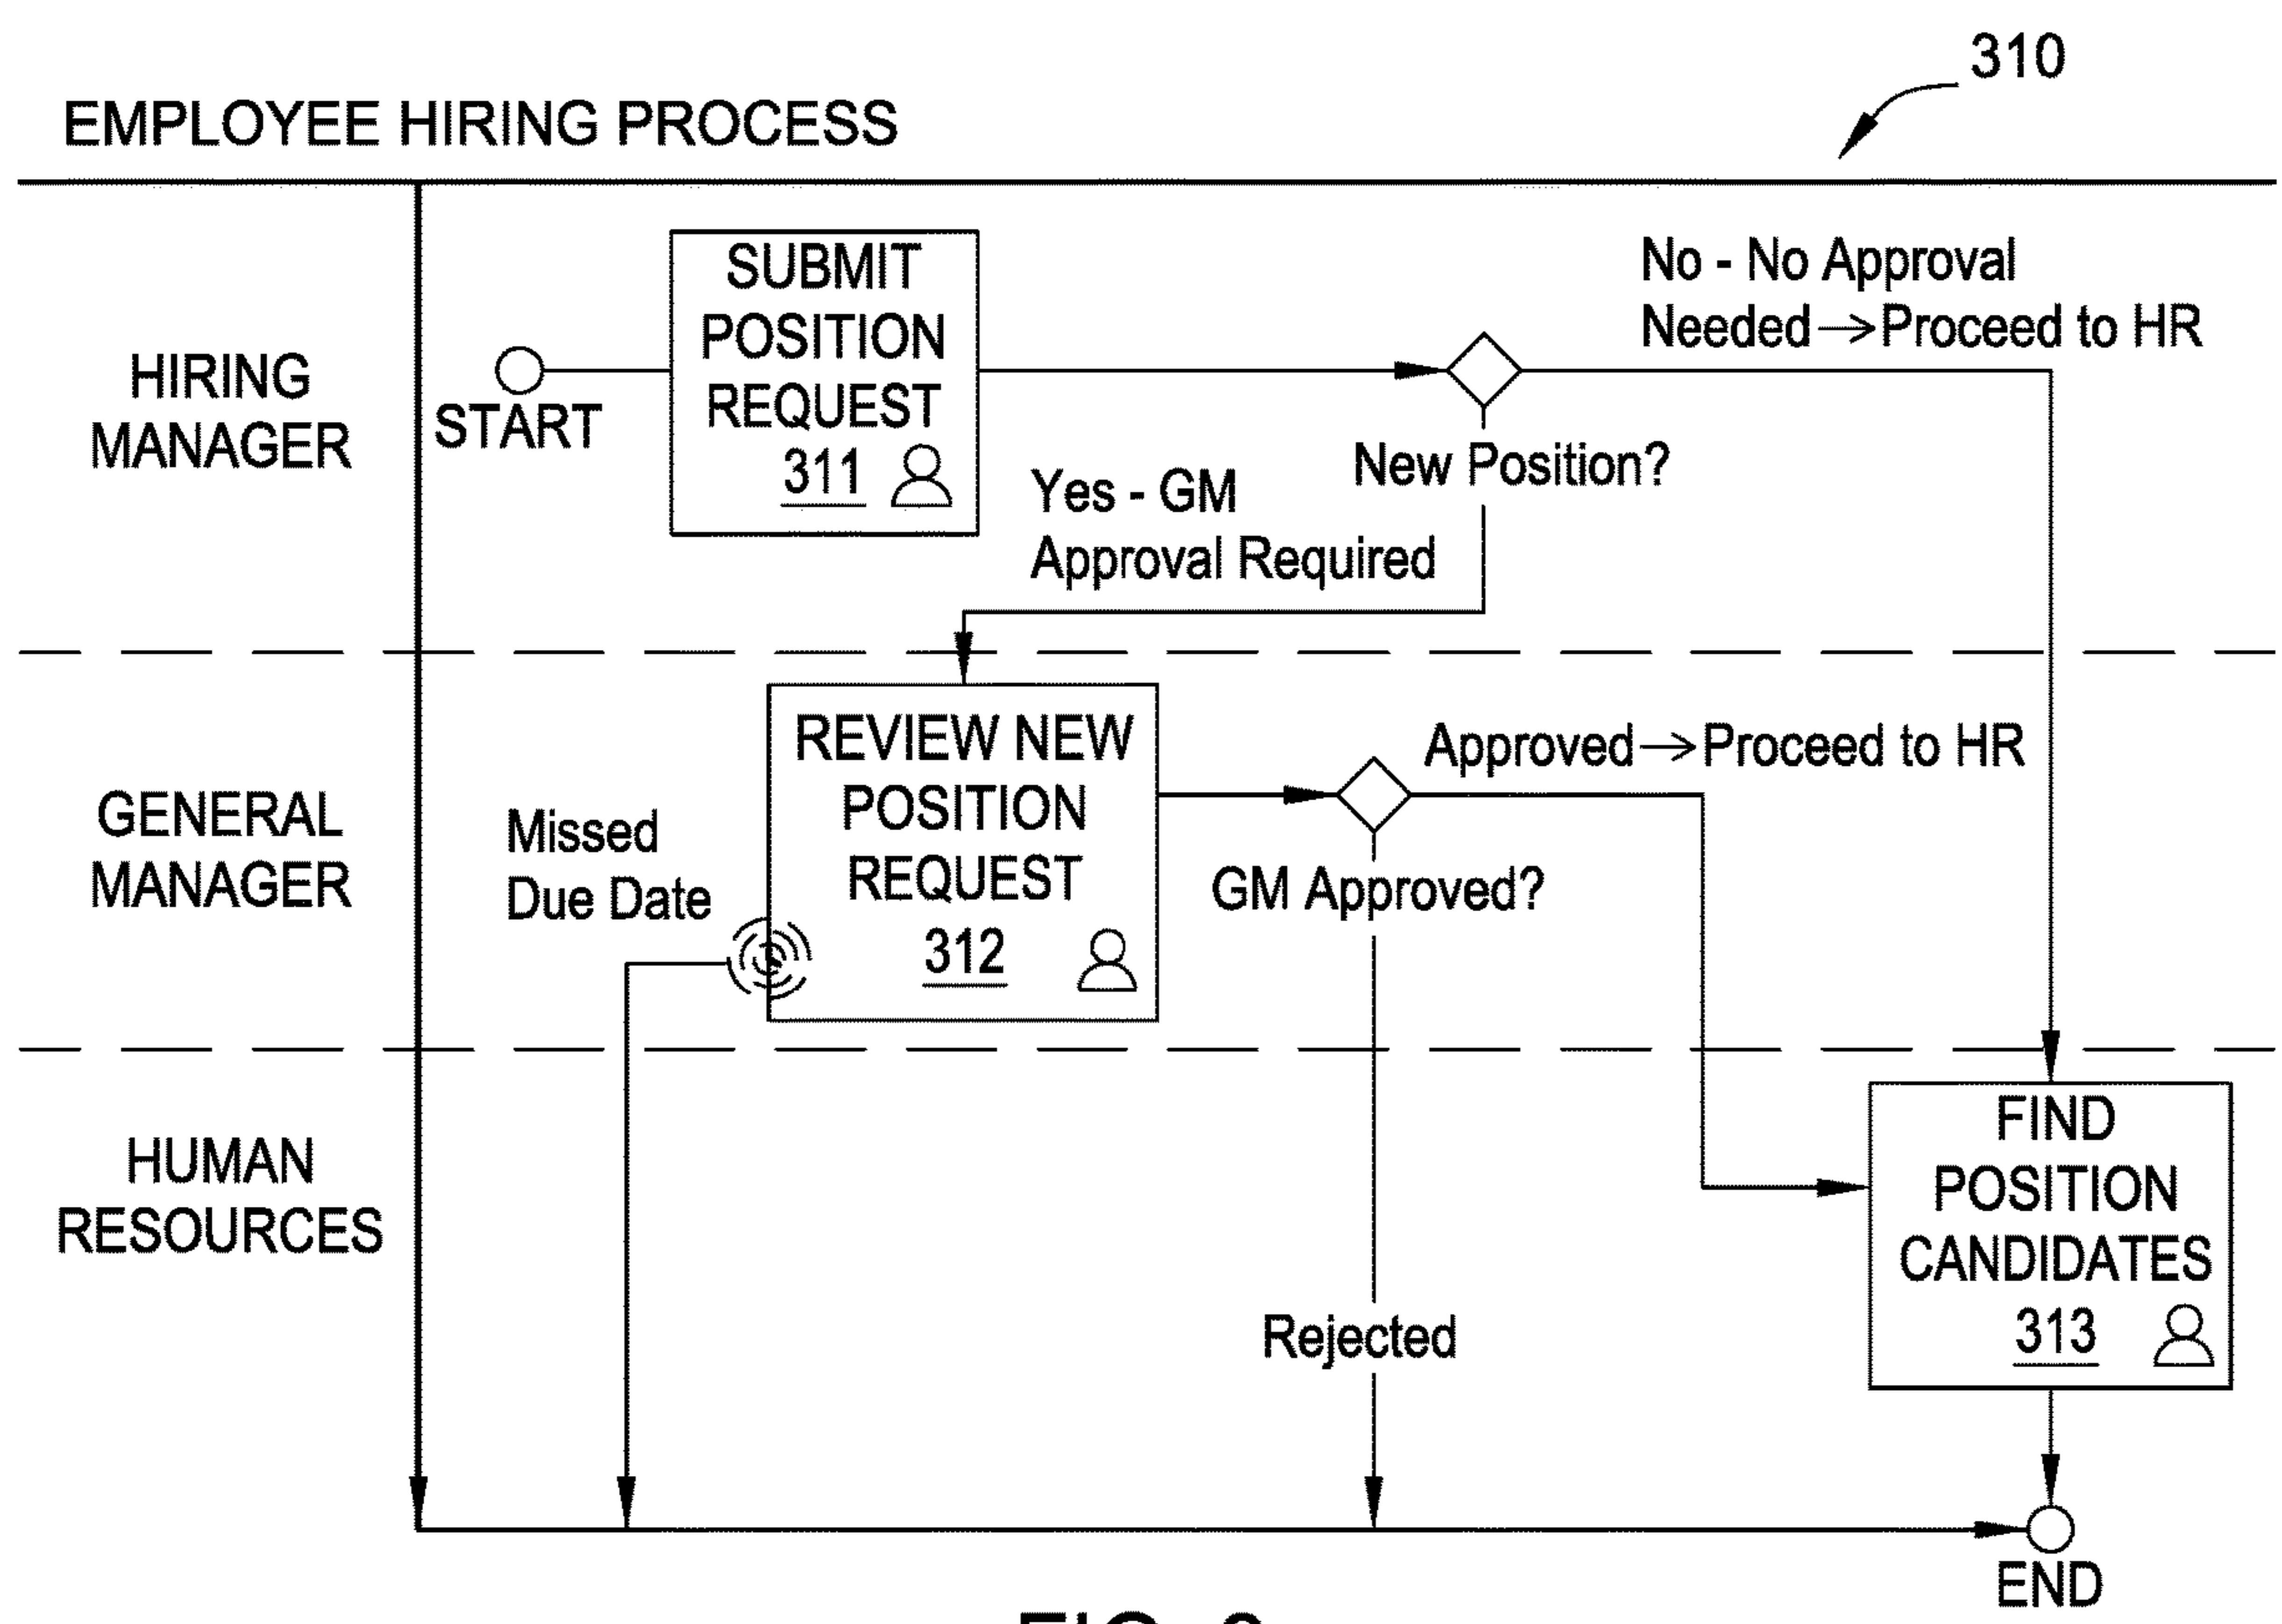 310
EMPLOYEE HIRING PROCESS
HIRING
MANAGER
START
SUBMIT
POSITION
REQUEST
311
No - No Approval
Needed→Proceed to HR
New Position?
Yes - GM
Approval Required
GENERAL
MANAGER
Missed
Due Date
REVIEW NEW
POSITION
REQUEST
312
Approved→Proceed to HR
GM Approved?
HUMAN
RESOURCES
Rejected
FIND
POSITION
CANDIDATES
313
END